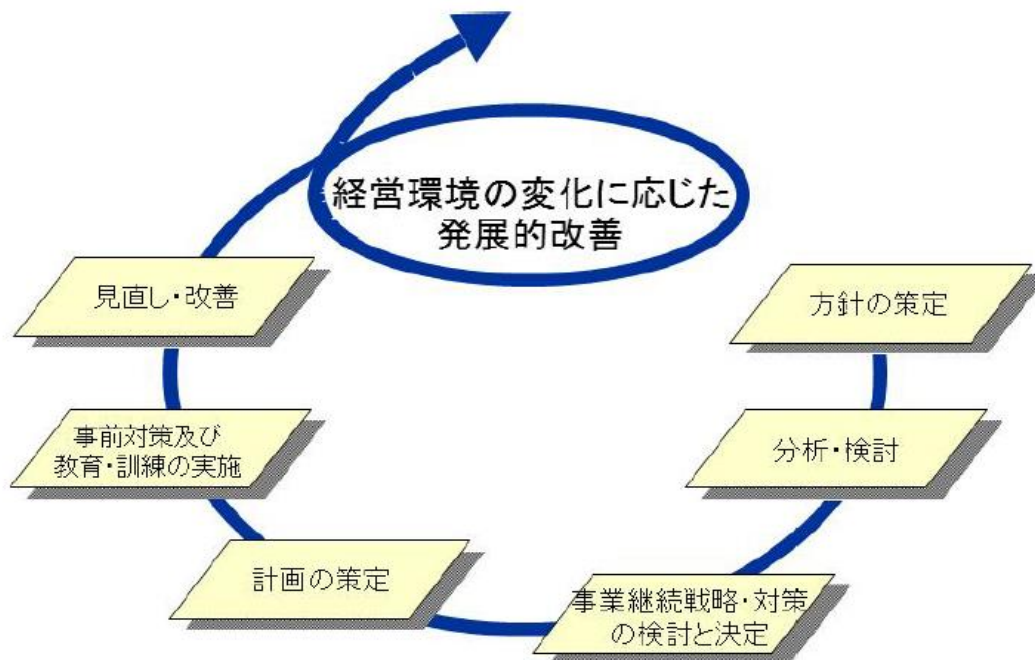 経営環境の変化に応じた
発展的改善
方針の策定
分析・検討
事業継続戦略・対策
の検討と決定
計画の策定
事前対策及び
教育・訓練の実施
見直し・改善